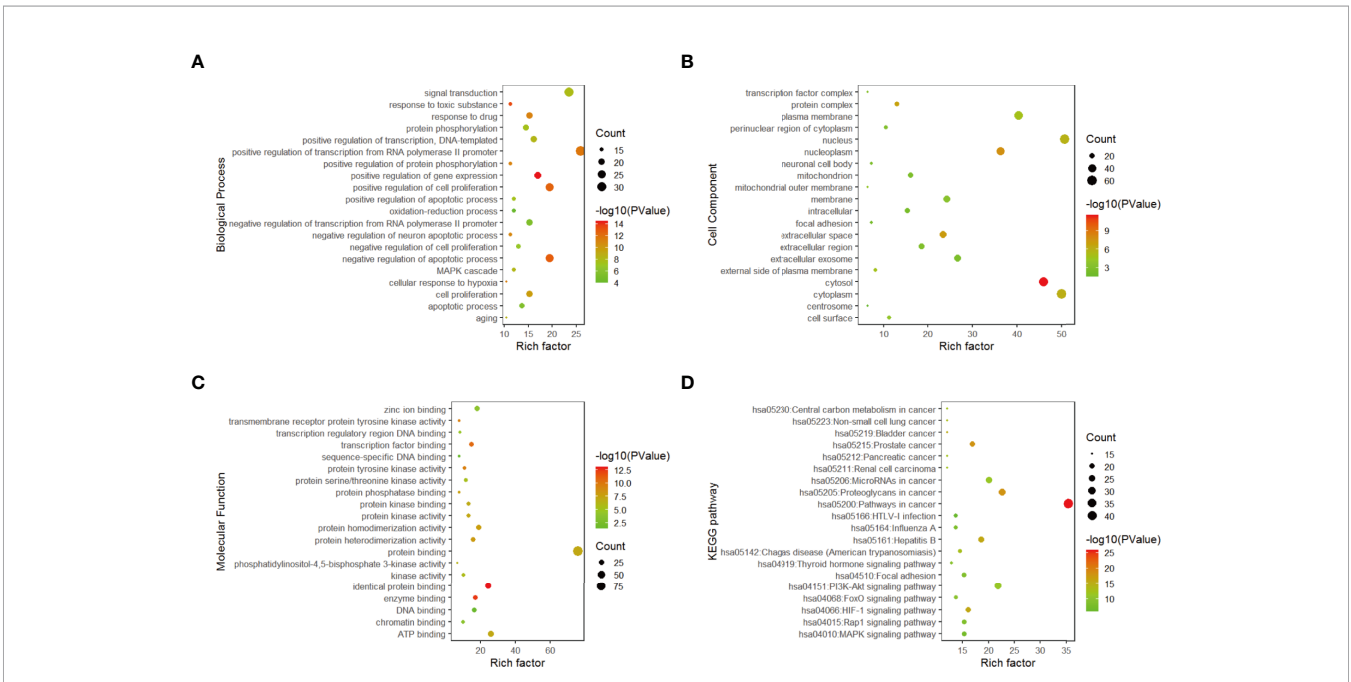 A
Biological Process
signal transduction
response to toxic substance
response to drug
protein phosphorylation
positive regulation of transcription, DNA-templated
positive regulation of transcription from RNA polymerase II promoter
positive regulation of protein phosphorylation
positive regulation of gene expression
positive regulation of cell proliferation
positive regulation of apoptotic process
oxidation-reduction process
negative regulation of transcription from RNA polymerase II promoter
negative regulation of neuron apoptotic process
negative regulation of cell proliferation
negative regulation of apoptotic process
MAPK cascade
cellular response to hypoxia
cell proliferation
apoptotic process
aging
10 15 20 25
Rich factor
Count
15
20
25
30
-log10(PValue)
14
12
10
8
6
4
B
Cell Component
transcription factor complex
protein complex
plasma membrane
perinuclear region of cytoplasm
nucleus
nucleoplasm
neuronal cell body
mitochondrion
mitochondrial outer membrane
membrane
intracellular
focal adhesion
extracellular space
extracellular region
extracellular exosome
external side of plasma membrane
cytosol
cytoplasm
centrosome
cell surface
10 20 30 40 50
Rich factor
Count
20
40
60
-log10(PValue)
9
6
3
C
Molecular Function
zinc ion binding
transmembrane receptor protein tyrosine kinase activity
transcription regulatory region DNA binding
transcription factor binding
sequence-specific DNA binding
protein tyrosine kinase activity
protein serine/threonine kinase activity
protein phosphatase binding
protein kinase binding
protein kinase activity
protein homodimerization activity
protein heterodimerization activity
protein binding
phosphatidylinositol-4,5-bisphosphate 3-kinase activity
kinase activity
identical protein binding
enzyme binding
DNA binding
chromatin binding
ATP binding
20 40 60
Rich factor
-log10(PValue)
12.5
10.0
7.5
5.0
2.5
Count
25
50
75
D
KEGG pathway
hsa05230:Central carbon metabolism in cancer
hsa05223:Non-small cell lung cancer
hsa05219:Bladder cancer
hsa05215:Prostate cancer
hsa05212:Pancreatic cancer
hsa05211:Renal cell carcinoma
hsa05206:MicroRNAs in cancer
hsa05205:Proteoglycans in cancer
hsa05200:Pathways in cancer
hsa05166:HTLV-I infection
hsa05164:Influenza A
hsa05161:Hepatitis B
hsa05142:Chagas disease (American trypanosomiasis)
hsa04919:Thyroid hormone signaling pathway
hsa04510:Focal adhesion
hsa04151:PI3K-Akt signaling pathway
hsa04068:FoxO signaling pathway
hsa04066:HIF-1 signaling pathway
hsa04015:Rap1 signaling pathway
hsa04010:MAPK signaling pathway
15 20 25 30 35
Rich factor
Count
15
20
25
30
35
40
-log10(PValue)
25
20
15
10